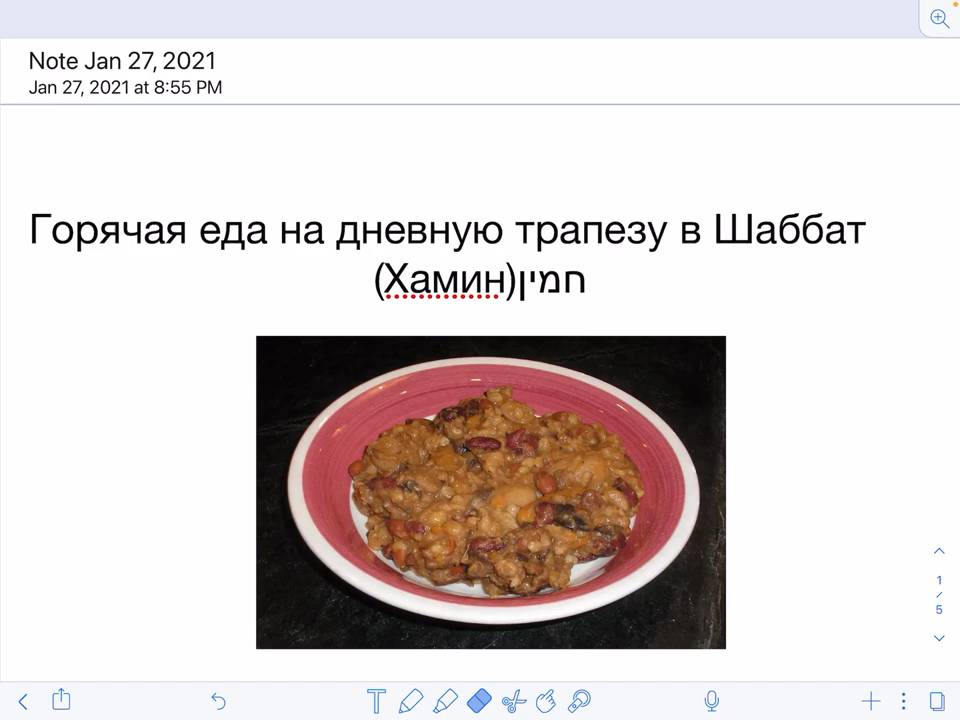 Note Jan 27, 2021
Jan 27, 2021 at 8:55 PM
Горячая еда на дневную трапезу в Шаббат
(Хамин)חמין
1
/
5